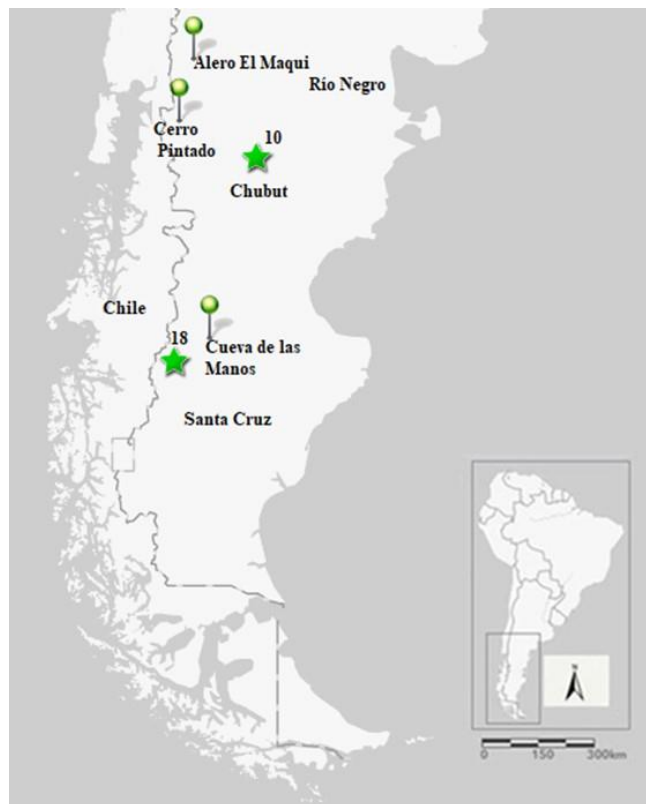 Alero El Maqui
Río Negro
Cerro
Pintado
10
Chubut
Chile
18
Cueva de las
Manos
Santa Cruz
N
0 150 300km